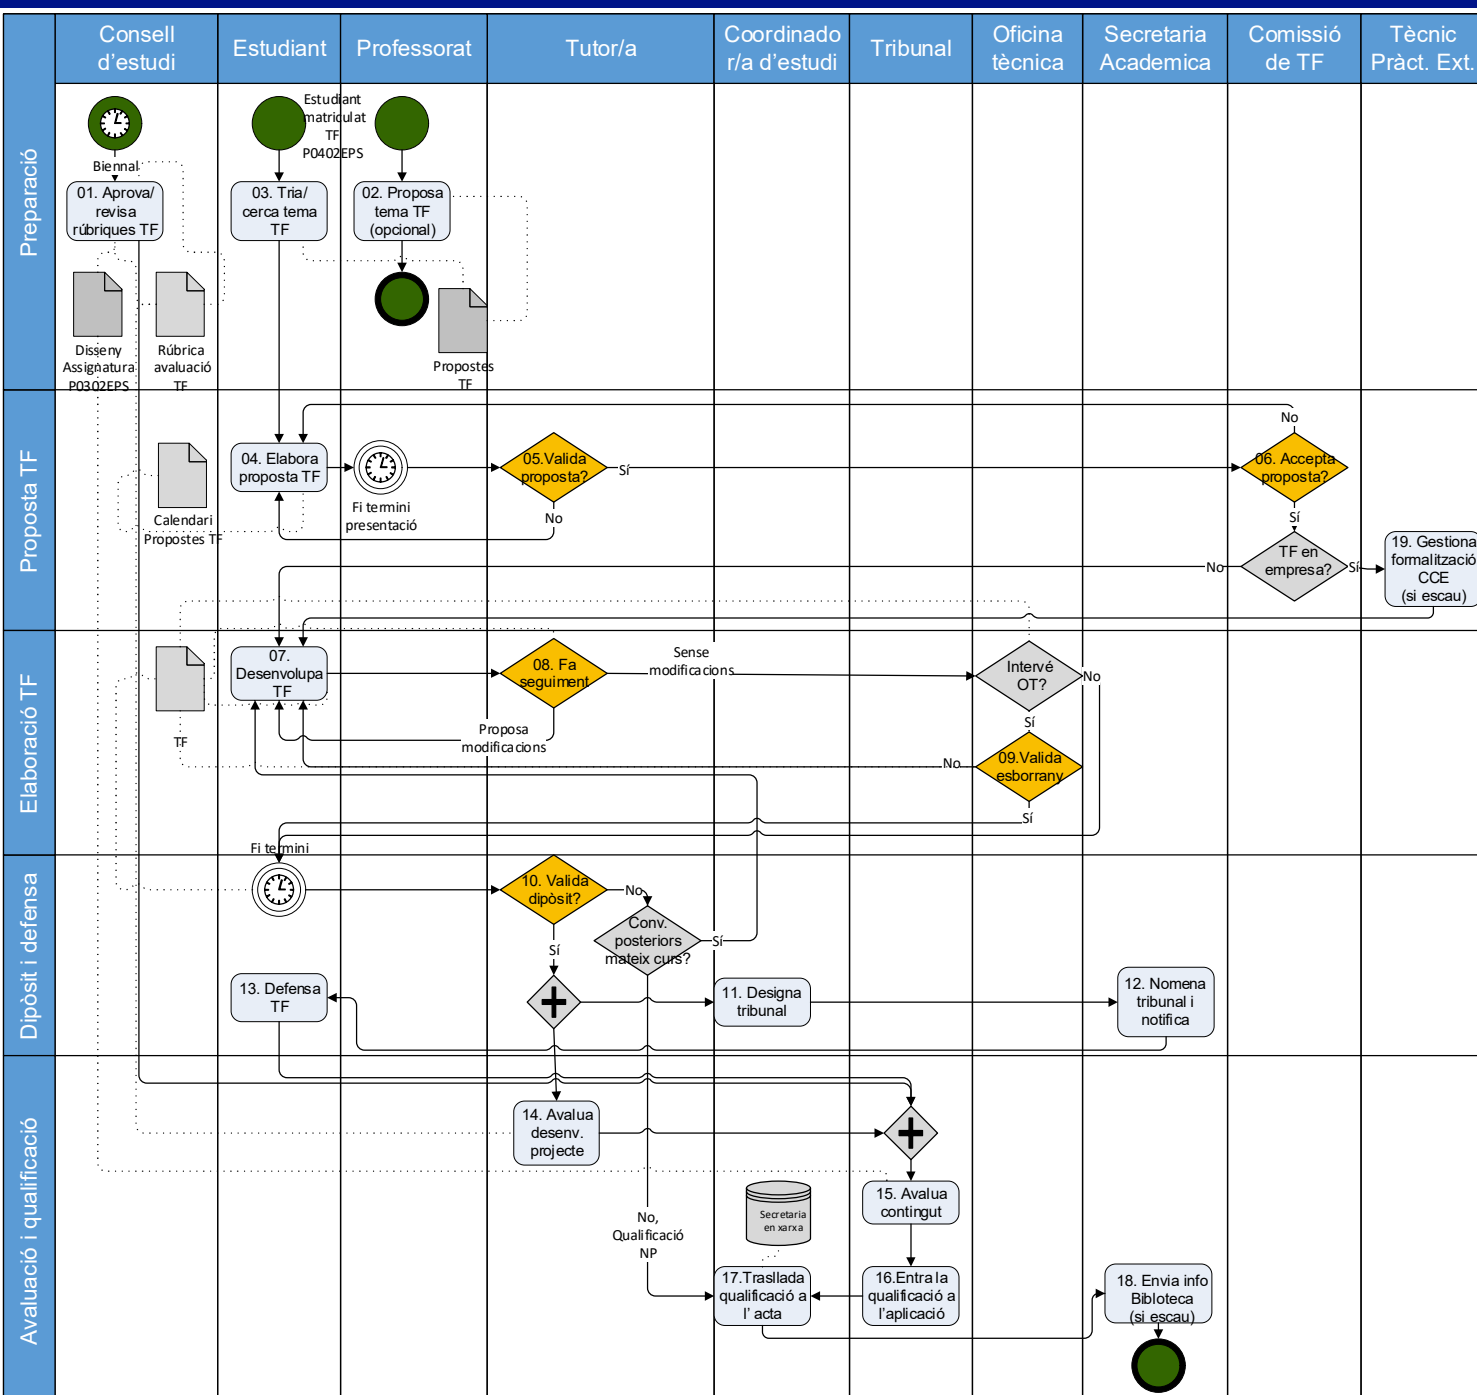 Consell
d'estudi
Estudiant
Professorat
Tutor/a
Coordinado
r/a d'estudi
Tribunal
Oficina
tècnica
Secretaria
Academica
Comissió
de TF
Tècnic
Pràct. Ext.
Preparació
Biennal
01. Aprova/
revisa
rúbriques TF
Estudiant
matriculat
TF
P0402EPS
03. Tria/
cerca tema
TF
02. Proposa
tema TF
(opcional)
Disseny
Assignatura
P0302EPS
Rúbrica
avaluació
TF
Propostes
TF
Proposta TF
Calendari
Propostes TF
04. Elabora
proposta TF
Fi termini
presentació
05.Valida
proposta?
Sí
No
No
06. Accepta
proposta?
Sí
TF en
empresa?
No
Sí
19. Gestiona
formalització
CCE
(si escau)
Elaboració TF
TF
07.
Desenvolupa
TF
08. Fa
seguiment
Sense
modificacions
Proposa
modificacions
Intervé
OT?
No
Sí
09.Valida
esborrany
No
Sí
Dipòsit i defensa
Fi termini
10. Valida
dipòsit?
No
Sí
Conv.
posteriors
mateix curs?
Sí
13. Defensa
TF
11. Designa
tribunal
12. Nomena
tribunal i
notifica
Avaluació i qualificació
14. Avalua
desenv.
projecte
No,
Qualificació
NP
Secretaria
en xarxa
15. Avalua
contingut
17.Trasllada
qualificació a
l' acta
16.Entra la
qualificació a
l'aplicació
18. Envia info
Bibloteca
(si escau)